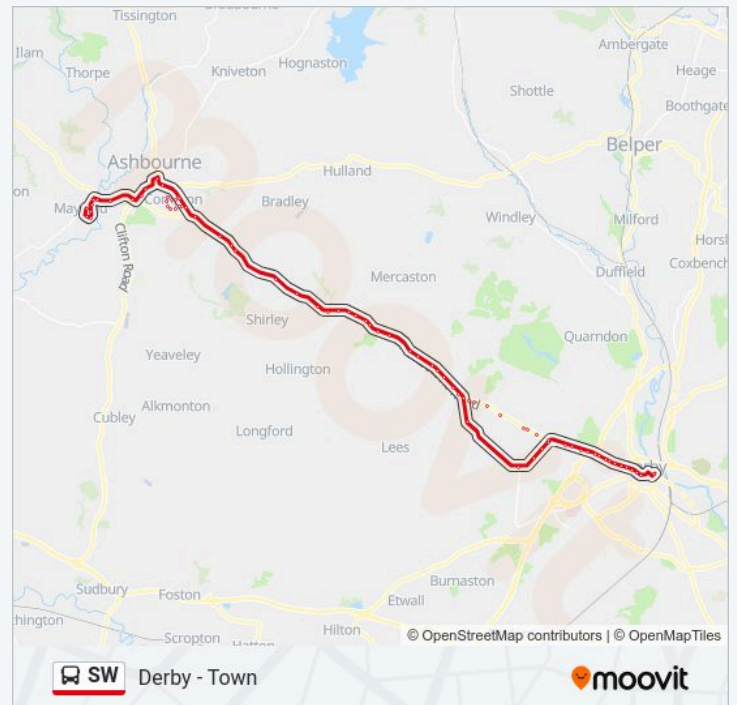 Tissington
Ambergate
Ilam
Hognaston
Thorpe
Kniveton
Heage
Shottle
Boothgate
Belper
Ashbourne
Hulland
Bradley
Windley
Milford
Clifton Road
Duffield
Coxbench
Mercaston
Shirley
Quarndon
Yeaveley
Hollington
Alkmonton
Cubley
Longford
Lees
Burnaston
Sudbury
Foston
Etwall
Hilton
Scropton
© OpenStreetMap contributors | © OpenMapTiles
SW Derby - Town
moovit